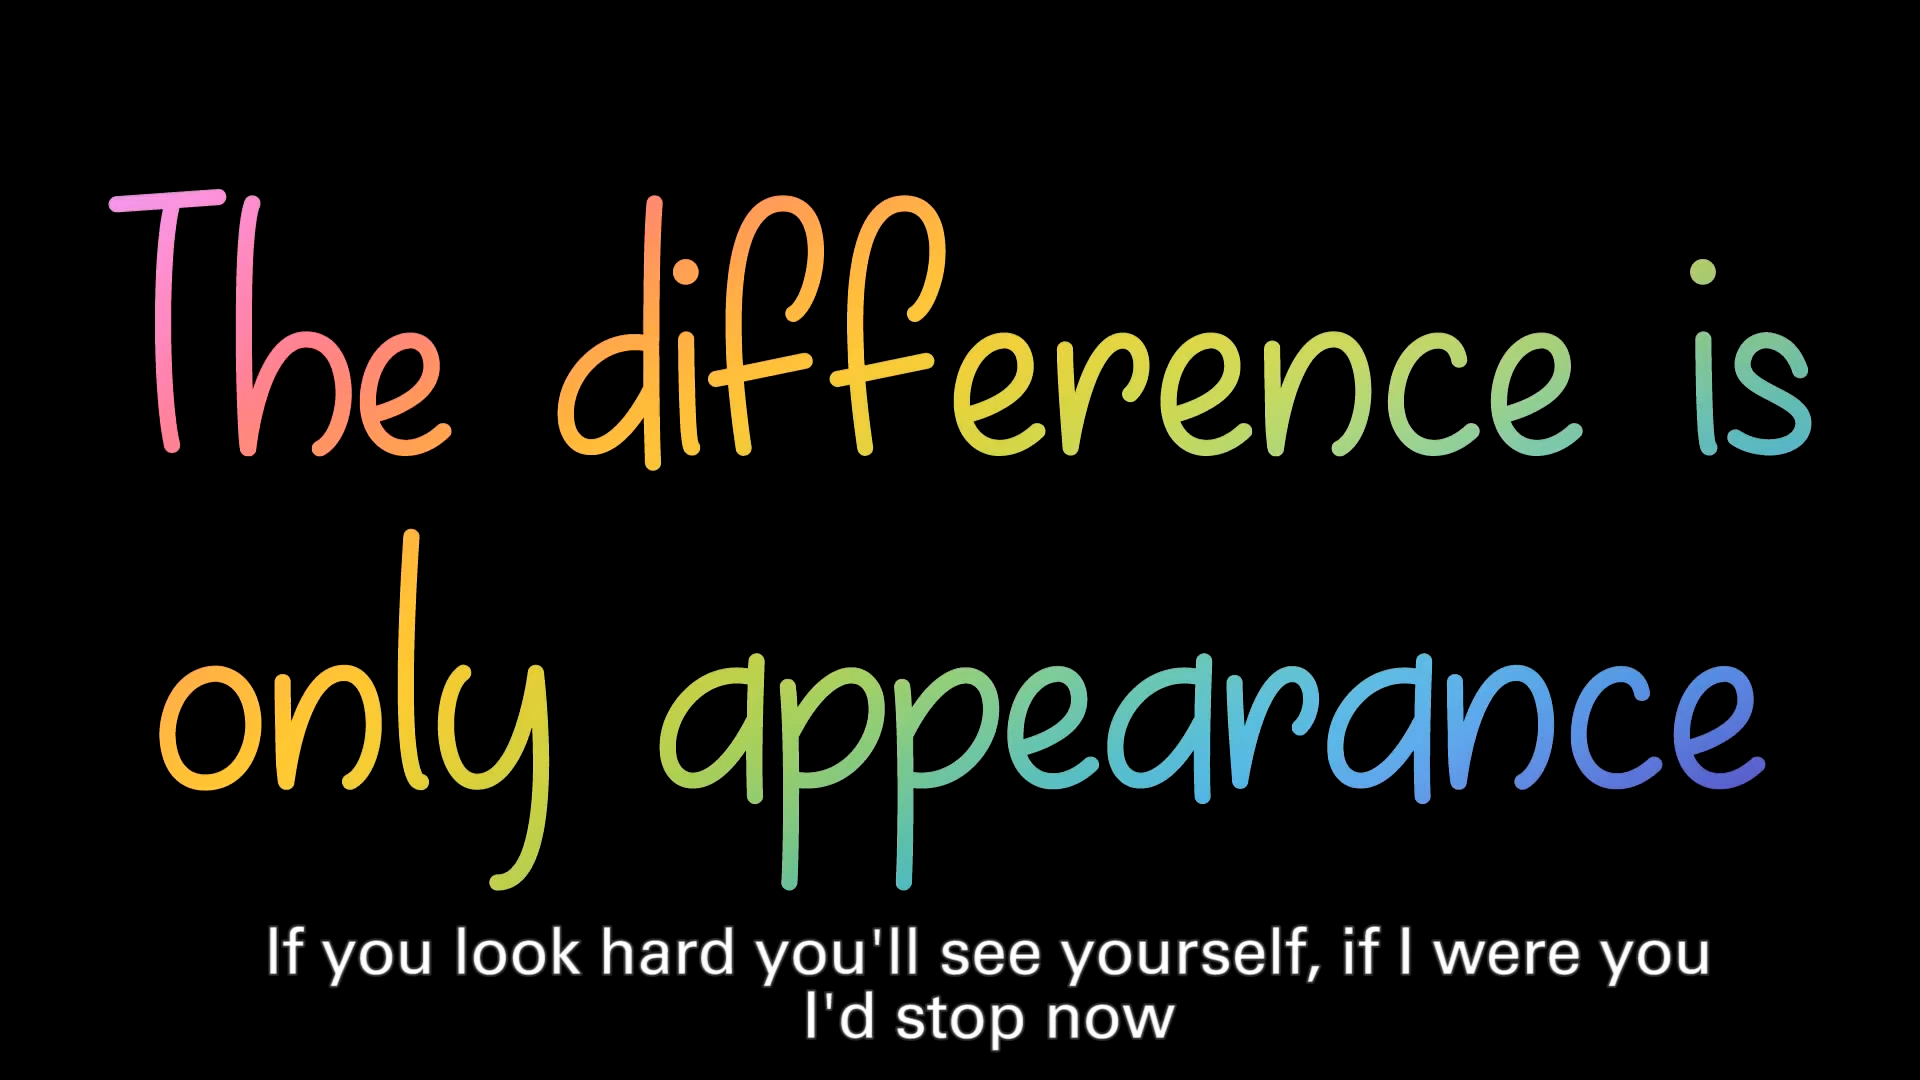 The difference is
only appearance
If you look hard you'll see yourself, if I were you
I'd stop now